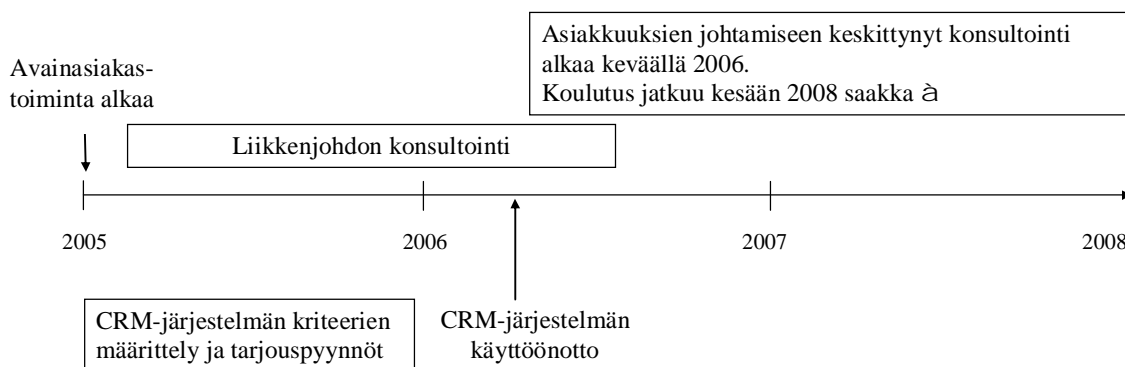 Asiakkuuksien johtamiseen keskittynyt konsultointi
alkaa keväällä 2006.
Koulutus jatkuu kesään 2008 saakka à
Avainasiakas-
toiminta alkaa
Liikkenjohdon konsultointi
2005
2006
2007
2008
CRM-järjestelmän kriteerien
määrittely ja tarjouspyynnöt
CRM-järjestelmän
käyttöönotto